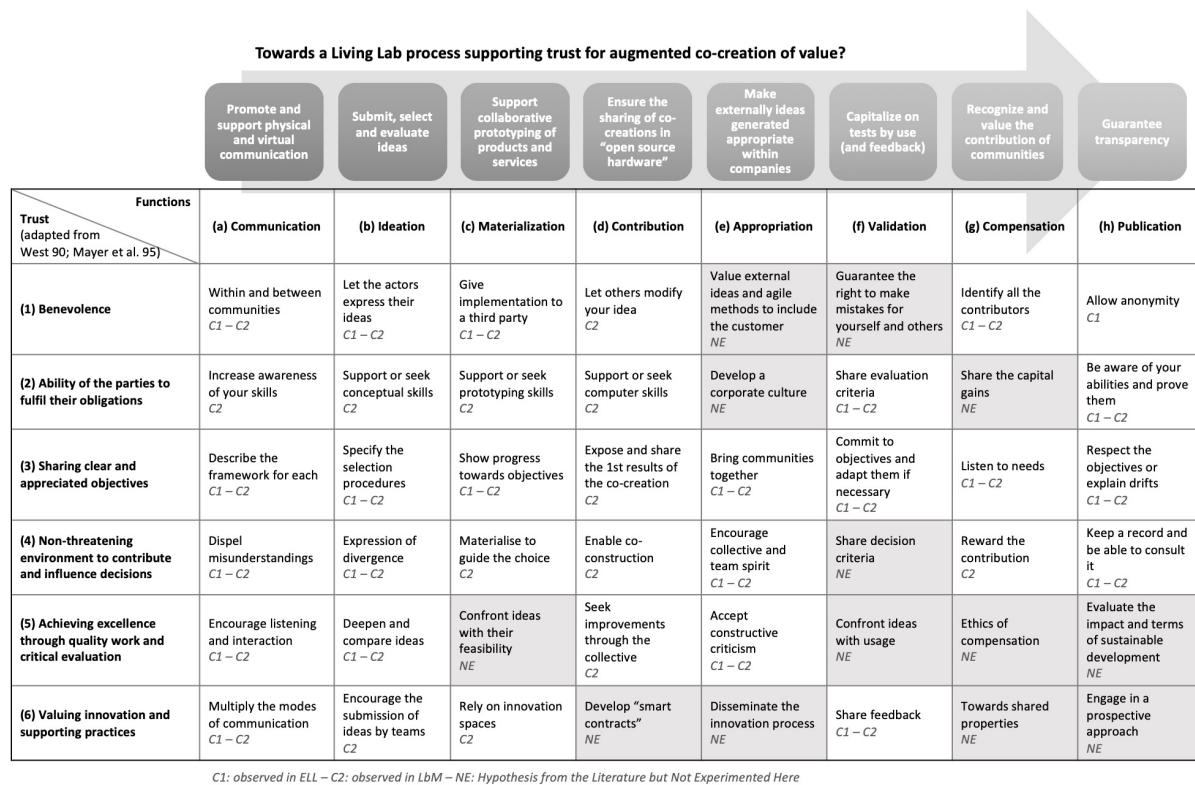 Towards a Living Lab process supporting trust for augmented co-creation of value?
Promote and
support physical
and virtual
communication
Submit, select
and evaluate
ideas
Support
collaborative
prototyping of
products and
services
Ensure the
sharing of co-
creations in
“open source
hardware”
Make
externally ideas
generated
appropriate
within
companies
Capitalize on
tests by use
(and feedback)
Recognize and
value the
contribution of
communities
Guarantee
transparency
Functions
Trust
(adapted from
West 90; Mayer et al. 95)
(a) Communication
(b) Ideation
(c) Materialization
(d) Contribution
(e) Appropriation
(f) Validation
(g) Compensation
(h) Publication
(1) Benevolence
Within and between
communities
C1 – C2
Let the actors
express their
ideas
C1 – C2
Give
implementation to
a third party
C1 – C2
Let others modify
your idea
C2
Value external
ideas and agile
methods to include
the customer
NE
Guarantee the
right to make
mistakes for
yourself and others
NE
Identify all the
contributors
C1 – C2
Allow anonymity
C1
(2) Ability of the parties to
fulfil their obligations
Increase awareness
of your skills
C2
Support or seek
conceptual skills
C2
Support or seek
prototyping skills
C2
Support or seek
computer skills
C2
Develop a
corporate culture
NE
Share evaluation
criteria
C1 – C2
Share the capital
gains
NE
Be aware of your
abilities and prove
them
C1 – C2
(3) Sharing clear and
appreciated objectives
Describe the
framework for each
C1 – C2
Specify the
selection
procedures
C1 – C2
Show progress
towards objectives
C1 – C2
Expose and share
the 1st results of
the co-creation
C2
Bring communities
together
C1 – C2
Commit to
objectives and
adapt them if
necessary
C1 – C2
Listen to needs
C1 – C2
Respect the
objectives or
explain drifts
C1 – C2
(4) Non-threatening
environment to contribute
and influence decisions
Dispel
misunderstandings
C1 – C2
Expression of
divergence
C1 – C2
Materialise to
guide the choice
C2
Enable co-
construction
C2
Encourage
collective and
team spirit
C1 – C2
Share decision
criteria
NE
Reward the
contribution
C2
Keep a record and
be able to consult
it
C1 – C2
(5) Achieving excellence
through quality work and
critical evaluation
Encourage listening
and interaction
C1 – C2
Deepen and
compare ideas
C1 – C2
Confront ideas
with their
feasibility
NE
Seek
improvements
through the
collective
C2
Accept
constructive
criticism
C1 – C2
Confront ideas
with usage
NE
Ethics of
compensation
NE
Evaluate the
impact and terms
of sustainable
development
NE
(6) Valuing innovation and
supporting practices
Multiply the modes
of communication
C1 – C2
Encourage the
submission of
ideas by teams
C2
Rely on innovation
spaces
C2
Develop “smart
contracts”
NE
Disseminate the
innovation process
NE
Share feedback
C1 – C2
Towards shared
properties
NE
Engage in a
prospective
approach
NE
C1: observed in ELL – C2: observed in LbM – NE: Hypothesis from the Literature but Not Experimented Here